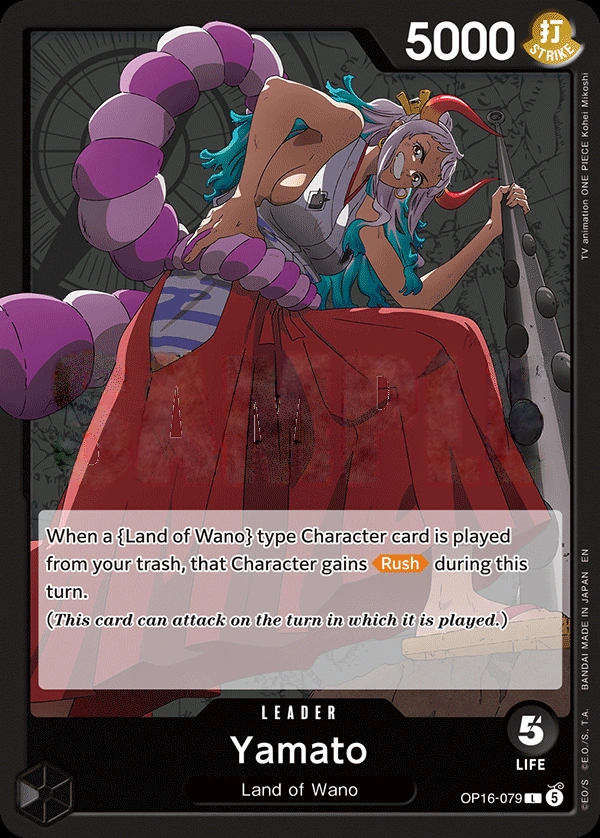 5000
打
STRIKE
TV animation ONE PIECE Kohei Mikoshi
When a {Land of Wano} type Character card is played
from your trash, that Character gains Rush during this
turn.
(This card can attack on the turn in which it is played.)
BANDAI MADE IN JAPAN EN
©E.O./S., T.A.
©EO/S
LEADER
Yamato
Land of Wano
5
LIFE
OP16-079 L 5